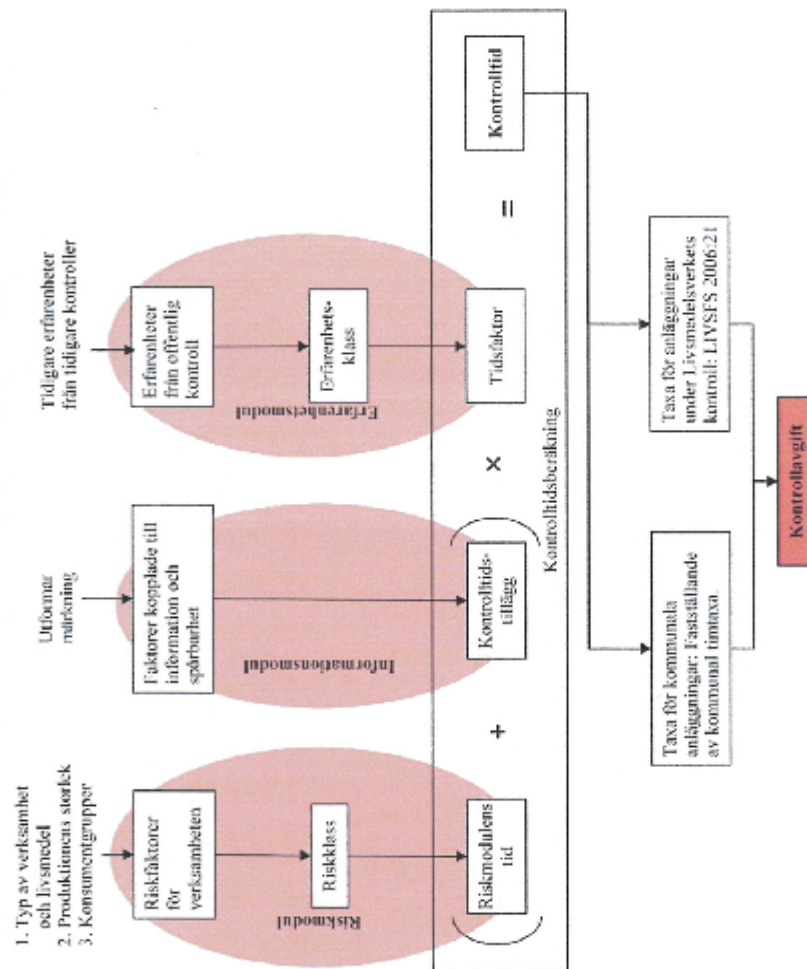 1. Typ av verksamhet
och livsmedel
2. Produktionens storlek
3. Konsumentgrupper
Utformar
märkning
Tidigare erfarenheter
från tidigare kontroller
Riskfaktorer
för
verksamheten
Faktorer kopplade till
information och
spårbarhet
Erfarenheter
från offentlig
kontroll
Riskmodul
Informationsmodul
Erfarenhetsmodul
Riskklass
Erfarenhets-
klass
( Riskmodulens
tid
+
Kontrolltids-
tillägg )
×
Tidsfaktor
=
Kontrolltid
Kontrolltidsberäkning
Taxa för kommunala
anläggningar: Fastställande
av kommunal timtaxa.
Taxa för anläggningar
under Livsmedelsverkets
kontroll: LIVSFS 2006:21
Kontrollavgift